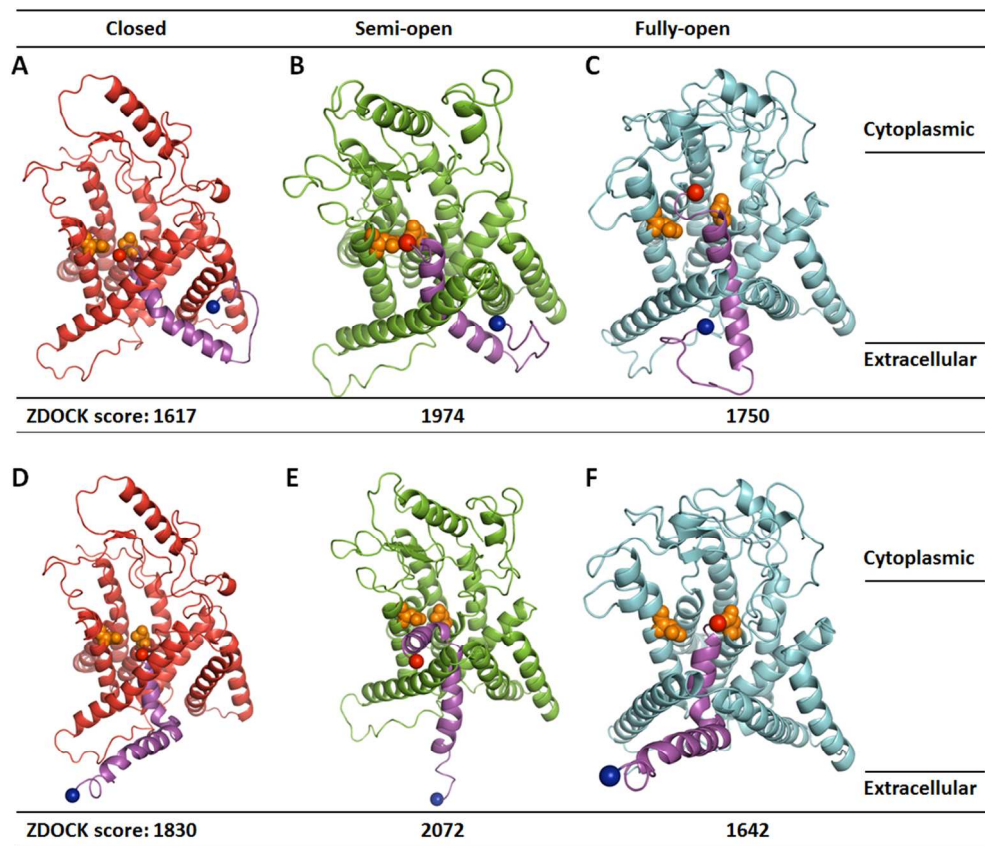 Closed Semi-open Fully-open
A B C
Cytoplasmic
Extracellular
ZDOCK score: 1617 1974 1750
D E F
Cytoplasmic
Extracellular
ZDOCK score: 1830 2072 1642